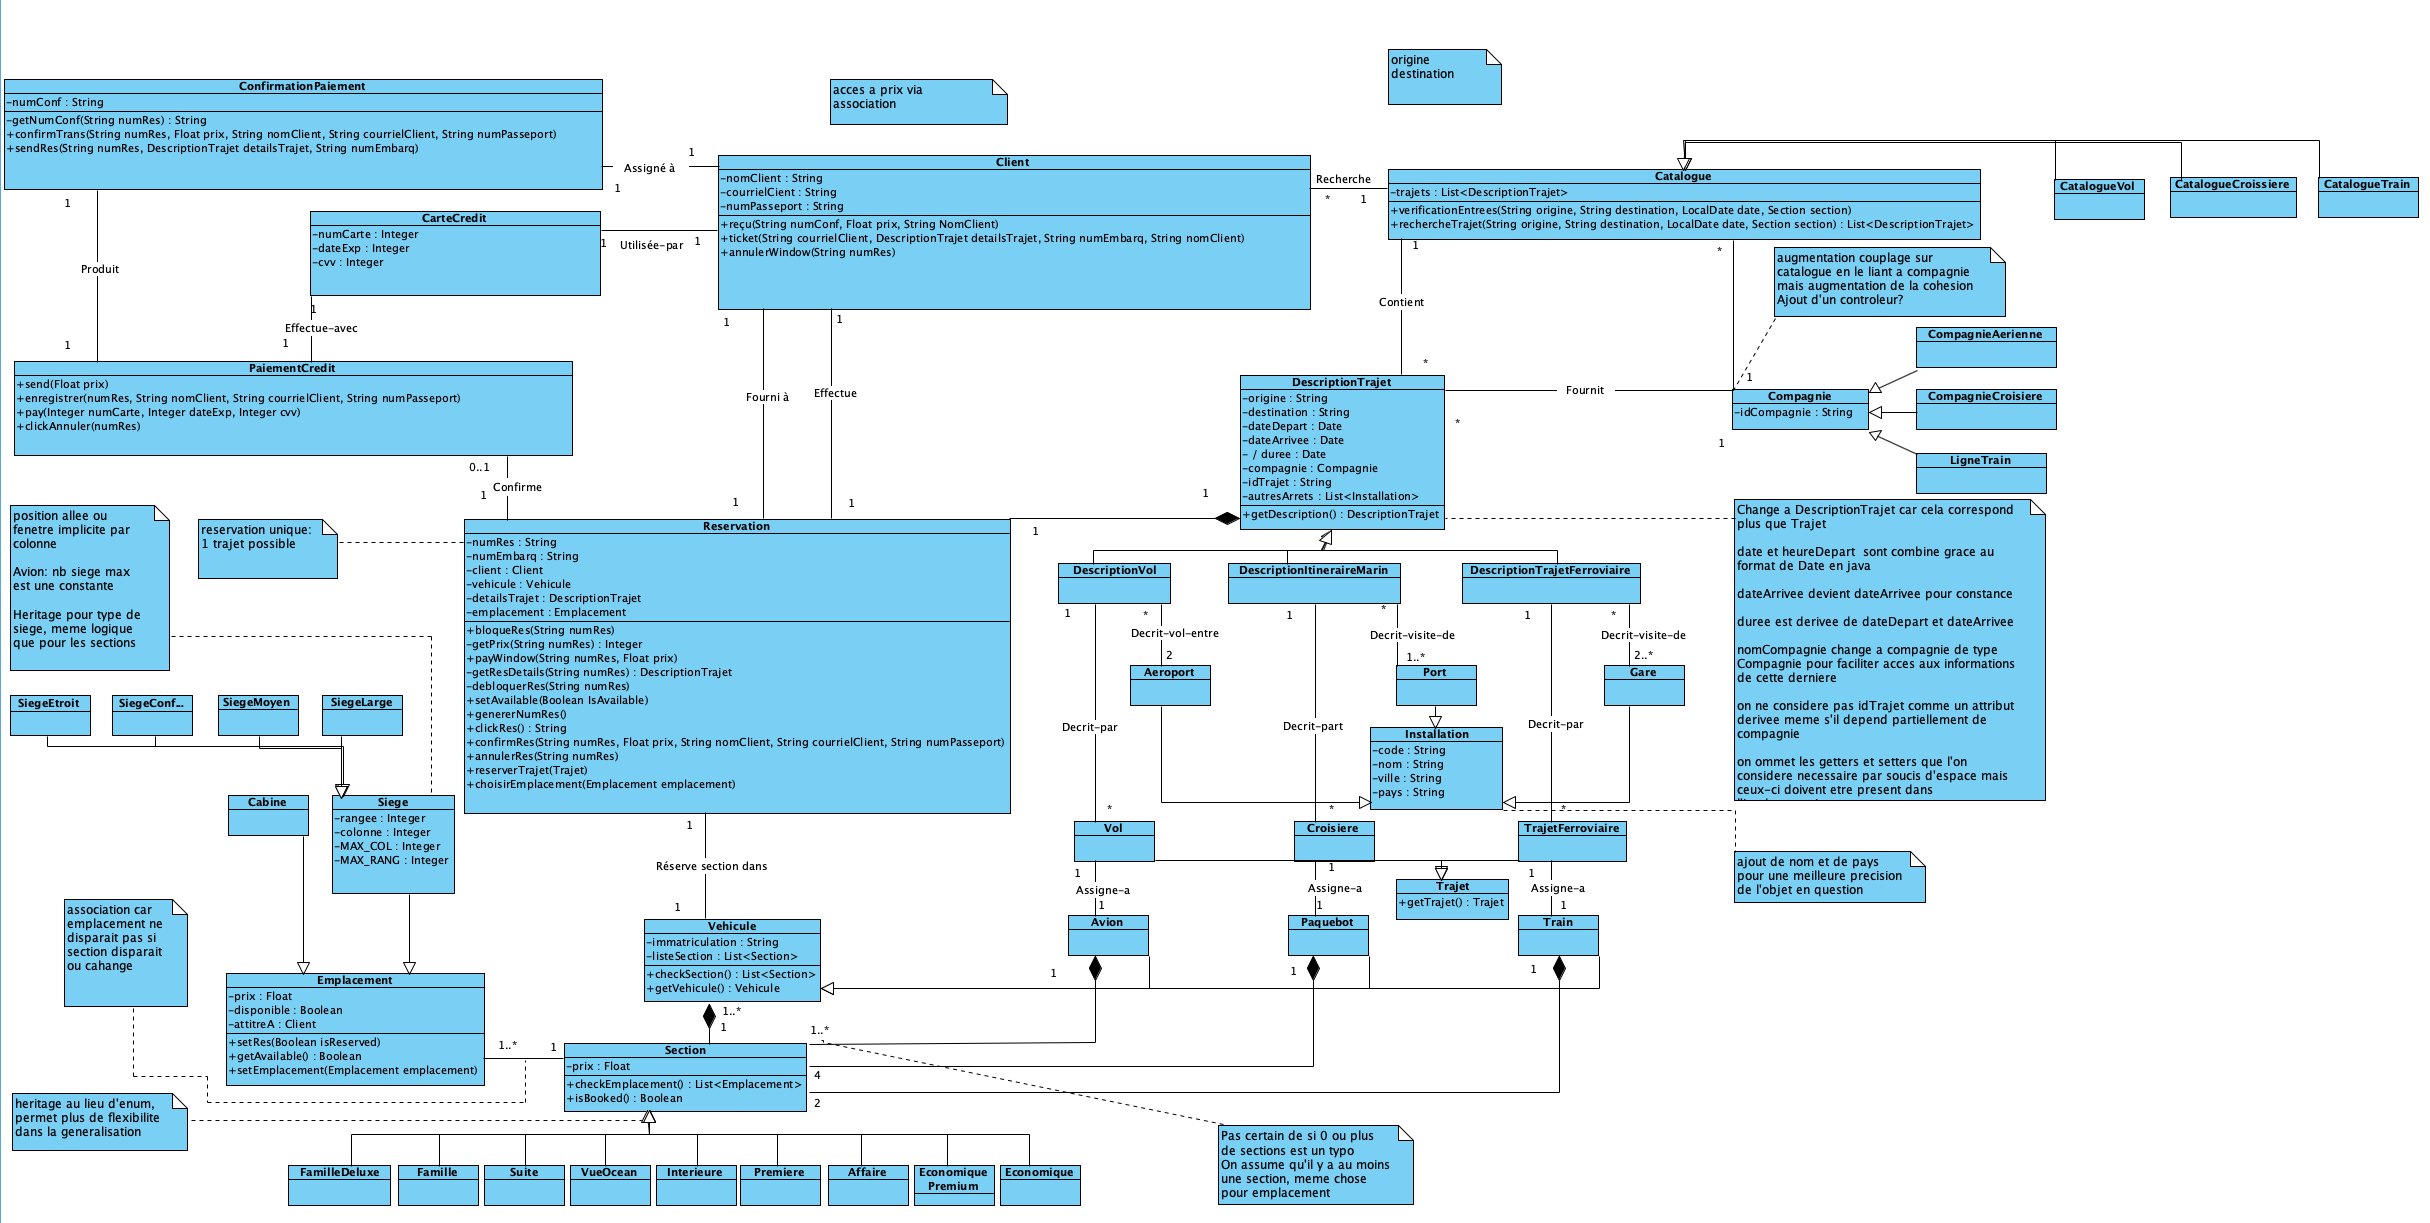 origine
destination
acces a prix via
association
ConfirmationPaiement
-numConf : String
-getNumConf(String numRes) : String
+confirmTrans(String numRes, Float prix, String nomClient, String courrielClient, String numPasseport)
+sendRes(String numRes, DescriptionTrajet detailsTrajet, String numEmbarq)
1
Assigné à
1
Client
-nomClient : String
-courrielCient : String
-numPasseport : String
+reçu(String numConf, Float prix, String NomClient)
+ticket(String courrielClient, DescriptionTrajet detailsTrajet, String numEmbarq, String nomClient)
+annulerWindow(String numRes)
Recherche
*
1
Catalogue
-trajets : List<DescriptionTrajet>
+verificationEntrees(String origine, String destination, LocalDate date, Section section)
+rechercheTrajet(String origine, String destination, LocalDate date, Section section) : List<DescriptionTrajet>
CatalogueVol
CatalogueCroissiere
CatalogueTrain
1
CarteCredit
-numCarte : Integer
-dateExp : Integer
-cvv : Integer
1
Utilisée-par
1
Produit
1
Effectue-avec
1
1
PaiementCredit
+send(Float prix)
+enregistrer(numRes, String nomClient, String courrielClient, String numPasseport)
+pay(Integer numCarte, Integer dateExp, Integer cvv)
+clickAnnuler(numRes)
0..1
Confirme
1
1
Fourni à
1
1
Effectue
1
1
Contient
*
*
augmentation couplage sur
catalogue en le liant a compagnie
mais augmentation de la cohesion
Ajout d'un controleur?
1
Fournit
*
1
Compagnie
-idCompagnie : String
CompagnieAerienne
CompagnieCroisiere
LigneTrain
DescriptionTrajet
-origine : String
-destination : String
-dateDepart : Date
-dateArrivee : Date
- / duree : Date
-compagnie : Compagnie
-idTrajet : String
-autresArrets : List<Installation>
+getDescription() : DescriptionTrajet
1
1
position allee ou
fenetre implicite par
colonne
Avion: nb siege max
est une constante
Heritage pour type de
siege, meme logique
que pour les sections
reservation unique:
1 trajet possible
Reservation
-numRes : String
-numEmbarq : String
-client : Client
-vehicule : Vehicule
-detailsTrajet : DescriptionTrajet
-emplacement : Emplacement
+bloqueRes(String numRes)
-getPrix(String numRes) : Integer
+payWindow(String numRes, Float prix)
-getResDetails(String numRes) : DescriptionTrajet
-debloquerRes(String numRes)
+setAvailable(Boolean IsAvailable)
+genererNumRes()
+clickRes() : String
+confirmRes(String numRes, Float prix, String nomClient, String courrielClient, String numPasseport)
+annulerRes(String numRes)
+reserverTrajet(Trajet)
+choisirEmplacement(Emplacement emplacement)
Change a DescriptionTrajet car cela correspond
plus que Trajet
date et heureDepart  sont combine grace au
format de Date en java
dateArrivee devient dateArrivee pour constance
duree est derivee de dateDepart et dateArrivee
nomCompagnie change a compagnie de type
Compagnie pour faciliter acces aux informations
de cette derniere
on ne considere pas idTrajet comme un attribut
derivee meme s'il depend partiellement de
compagnie
on ommet les getters et setters que l'on
considere necessaire par soucis d'espace mais
ceux-ci doivent etre present dans
DescriptionVol
DescriptionItineraireMarin
DescriptionTrajetFerroviaire
1
*
Decrit-vol-entre
2
1
*
Decrit-visite-de
1..*
1
*
Decrit-visite-de
2..*
Aeroport
Port
Gare
Decrit-par
Decrit-part
Decrit-par
Installation
-code : String
-nom : String
-ville : String
-pays : String
*
*
*
SiegeEtroit
SiegeConf...
SiegeMoyen
SiegeLarge
Cabine
Siege
-rangee : Integer
-colonne : Integer
-MAX_COL : Integer
-MAX_RANG : Integer
Vol
Croisiere
TrajetFerroviaire
ajout de nom et de pays
pour une meilleure precision
de l'objet en question
1
Réserve section dans
1
1
Assigne-a
1
1
Assigne-a
1
1
Assigne-a
1
Trajet
+getTrajet() : Trajet
association car
emplacement ne
disparait pas si
section disparait
ou cahange
Vehicule
-immatriculation : String
-listeSection : List<Section>
+checkSection() : List<Section>
+getVehicule() : Vehicule
Avion
Paquebot
Train
1
1
1
Emplacement
-prix : Float
-disponible : Boolean
-attitreA : Client
+setRes(Boolean isReserved)
+getAvailable() : Boolean
+setEmplacement(Emplacement emplacement)
1..*
1
1..*
1
1..*
4
2
Section
-prix : Float
+checkEmplacement() : List<Emplacement>
+isBooked() : Boolean
heritage au lieu d'enum,
permet plus de flexibilite
dans la generalisation
Pas certain de si 0 ou plus
de sections est un typo
On assume qu'il y a au moins
une section, meme chose
pour emplacement
FamilleDeluxe
Famille
Suite
VueOcean
Interieure
Premiere
Affaire
Economique
Premium
Economique